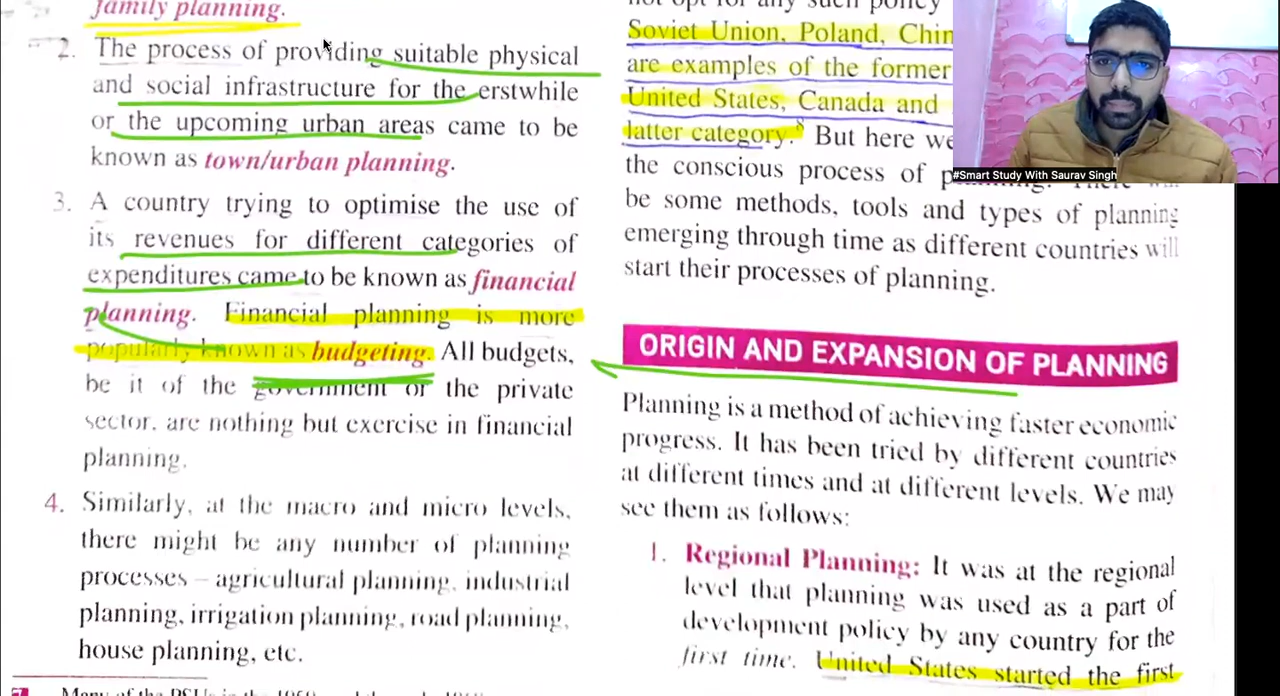 family planning.
2. The process of providing suitable physical
and social infrastructure for the erstwhile
or the upcoming urban areas came to be
known as town/urban planning.
3. A country trying to optimise the use of
its revenues for different categories of
expenditures came to be known as financial
planning. Financial planning is more
popularly known as budgeting. All budgets,
be it of the government or the private
sector, are nothing but exercise in financial
planning.
4. Similarly, at the macro and micro levels,
there might be any number of planning
processes – agricultural planning, industrial
planning, irrigation planning, road planning,
house planning, etc.
not opt for any such policy
Soviet Union, Poland, Chin
are examples of the former
United States, Canada and
latter category.8 But here we
the conscious process of
be some methods, tools and types of planning
emerging through time as different countries will
start their processes of planning.
ORIGIN AND EXPANSION OF PLANNING
Planning is a method of achieving faster economic
progress. It has been tried by different countries
at different times and at different levels. We may
see them as follows:
1. Regional Planning: It was at the regional
level that planning was used as a part of
development policy by any country for the
first time. United States started the first
#Smart Study With Saurav Singh